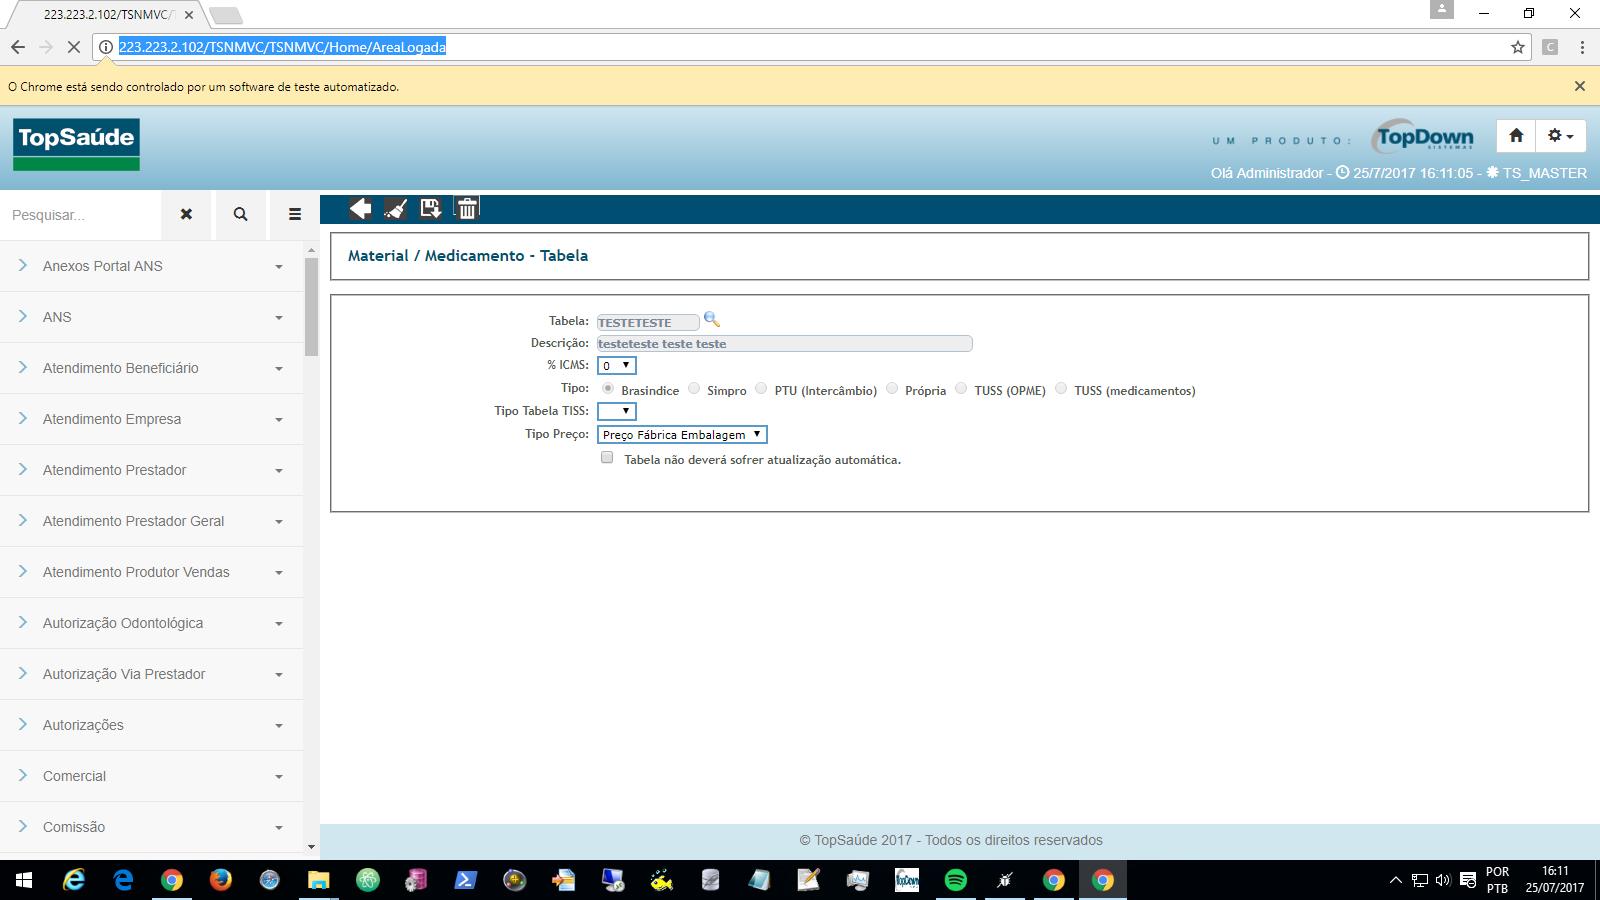 223.223.2.102/TSNMVC/T
223.223.2.102/TSNMVC/TSNMVC/Home/AreaLogada
C
O Chrome está sendo controlado por um software de teste automatizado.
TopSaúde
UM PRODUTO:
TopDown
SISTEMAS
Olá Administrador - 25/7/2017 16:11:05 - TS_MASTER
Pesquisar...
Material / Medicamento - Tabela
Anexos Portal ANS
ANS
Atendimento Beneficiário
Atendimento Empresa
Atendimento Prestador
Atendimento Prestador Geral
Atendimento Produtor Vendas
Autorização Odontológica
Autorização Via Prestador
Autorizações
Comercial
Comissão
Tabela: TESTETESTE
Descrição: testeteste teste teste
% ICMS: 0
Tipo: Brasindice Simpro PTU (Intercâmbio) Própria TUSS (OPME) TUSS (medicamentos)
Tipo Tabela TISS:
Tipo Preço: Preço Fábrica Embalagem
Tabela não deverá sofrer atualização automática.
© TopSaúde 2017 - Todos os direitos reservados
TopDown
POR
PTB
16:11
25/07/2017